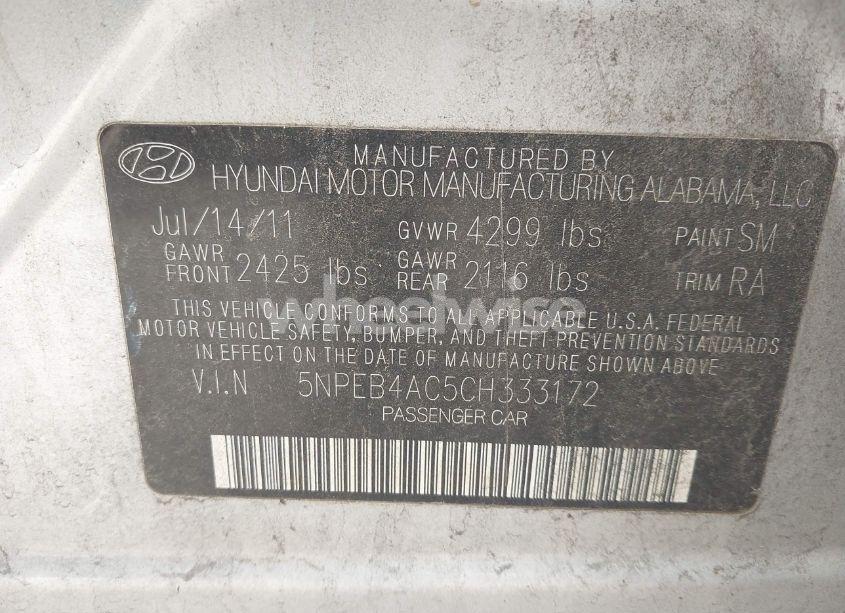 MANUFACTURED BY
HYUNDAI MOTOR MANUFACTURING ALABAMA, LLC
Jul/14/11 GVWR 4299 lbs PAINT SM
GAWR FRONT 2425 lbs GAWR REAR 2116 lbs TRIM RA
THIS VEHICLE CONFORMS TO ALL APPLICABLE U.S.A. FEDERAL
MOTOR VEHICLE SAFETY, BUMPER, AND THEFT PREVENTION STANDARDS
IN EFFECT ON THE DATE OF MANUFACTURE SHOWN ABOVE
V.I.N 5NPEB4AC5CH333172
PASSENGER CAR
wheelwise